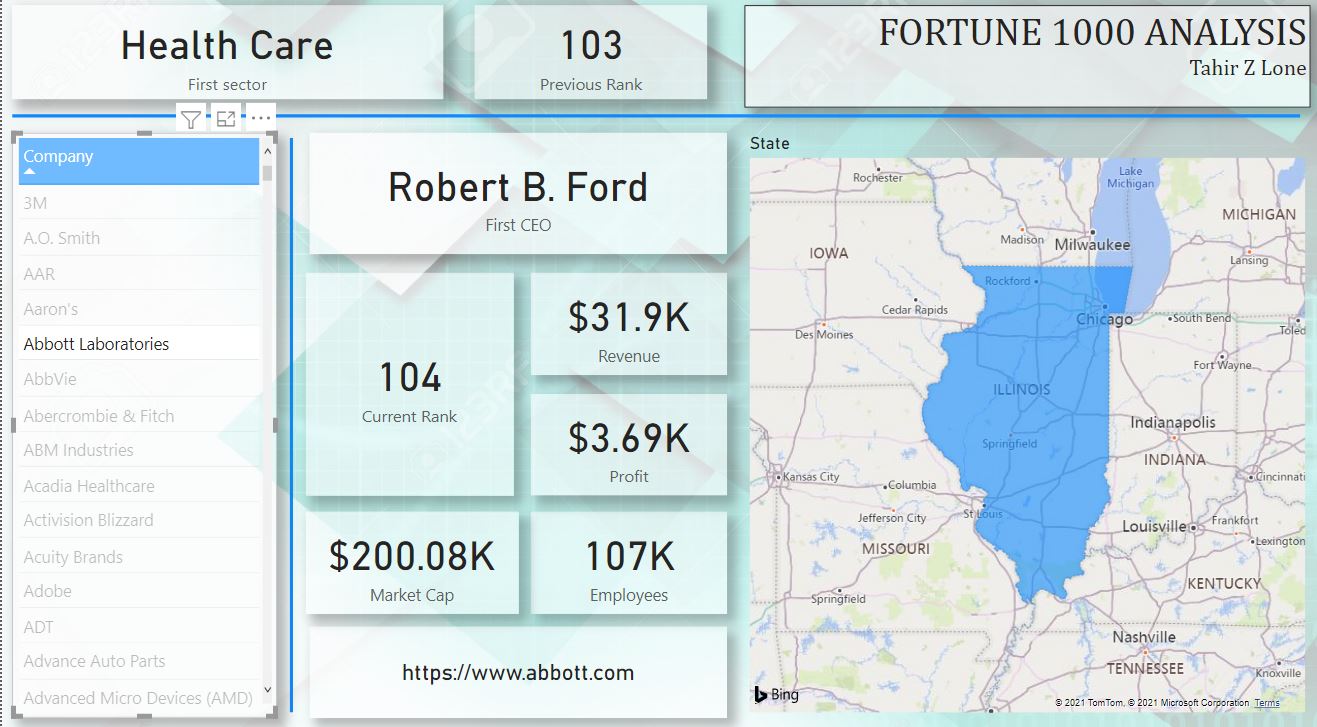 Health Care
First sector
103
Previous Rank
FORTUNE 1000 ANALYSIS
Tahir Z Lone
Company
3M
A.O. Smith
AAR
Aaron's
Abbott Laboratories
AbbVie
Abercrombie & Fitch
ABM Industries
Acadia Healthcare
Activision Blizzard
Acuity Brands
Adobe
ADT
Advance Auto Parts
Advanced Micro Devices (AMD)
Robert B. Ford
First CEO
104
Current Rank
$31.9K
Revenue
$3.69K
Profit
$200.08K
Market Cap
107K
Employees
https://www.abbott.com
State
Lake
Michigan
Rochester
MICHIGAN
Madison
Milwaukee
IOWA
Lansing
Rockford
Cedar Rapids
Chicago
South Bend
Des Moines
Toled
Fort Wayne
ILLINOIS
Indianapolis
Springfield
INDIANA
Kansas City
Columbia
Cincinnati
Jefferson City
St Louis
Louisville
Frankfort
Lexington
MISSOURI
KENTUCKY
Springfield
Nashville
TENNESSEE
Knoxville
Bing
© 2021 TomTom, © 2021 Microsoft Corporation Terms